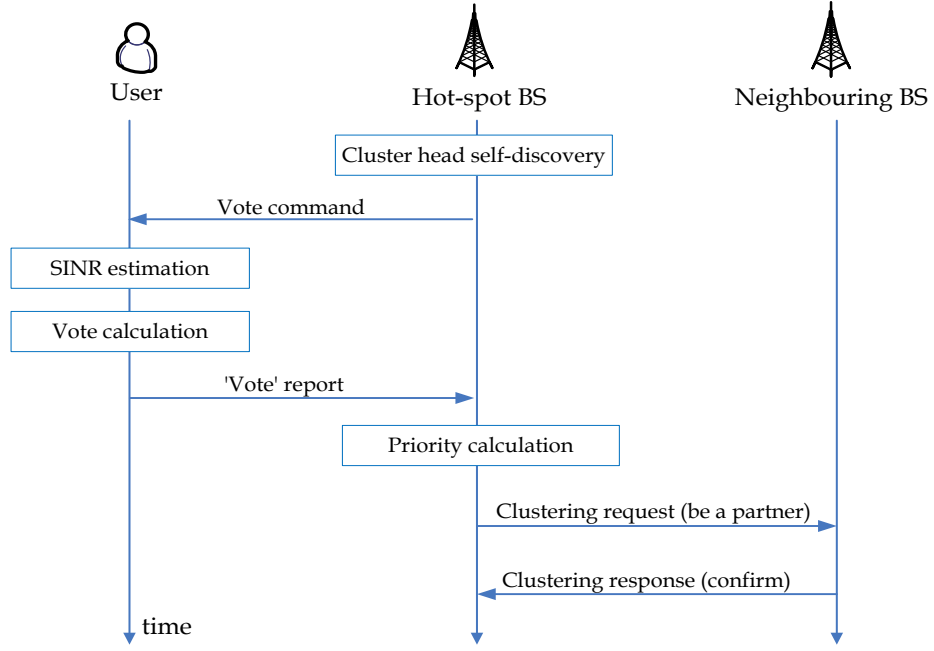 User
Hot-spot BS
Neighbouring BS
Cluster head self-discovery
Vote command
SINR estimation
Vote calculation
'Vote' report
Priority calculation
Clustering request (be a partner)
Clustering response (confirm)
time